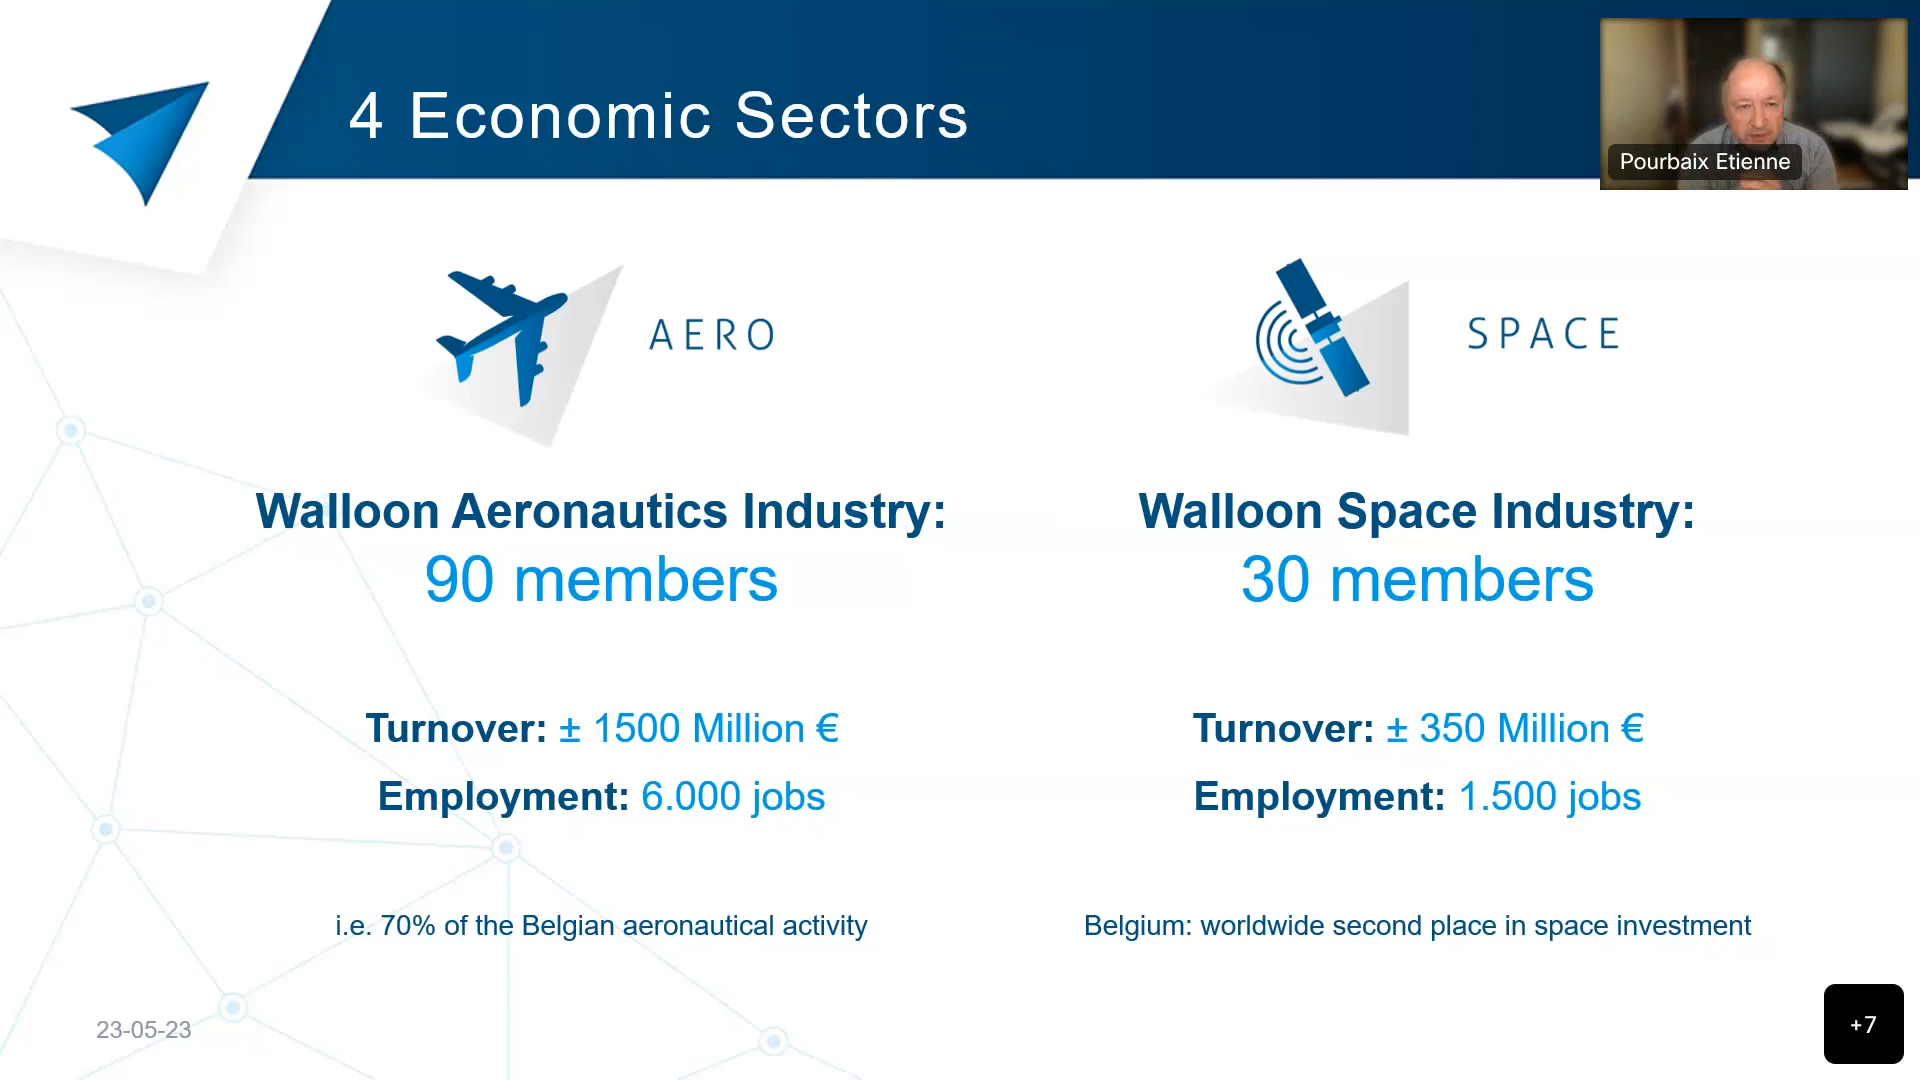 4 Economic Sectors
Pourbaix Etienne
AERO
SPACE
Walloon Aeronautics Industry:
90 members
Turnover: ± 1500 Million €
Employment: 6.000 jobs
i.e. 70% of the Belgian aeronautical activity
Walloon Space Industry:
30 members
Turnover: ± 350 Million €
Employment: 1.500 jobs
Belgium: worldwide second place in space investment
23-05-23
+7